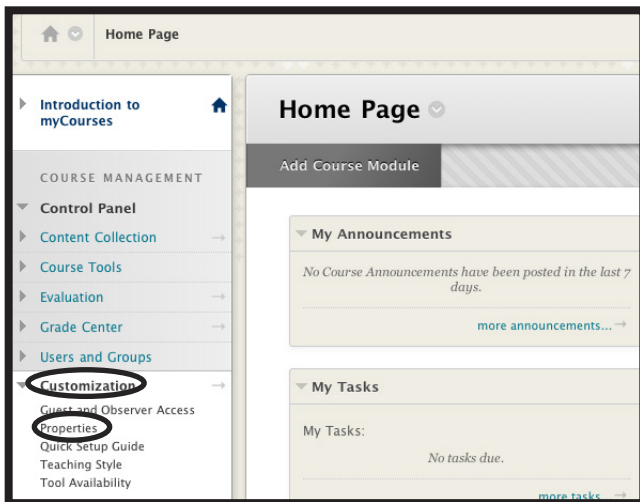 Home Page
Introduction to
myCourses
COURSE MANAGEMENT
Control Panel
Content Collection
Course Tools
Evaluation
Grade Center
Users and Groups
Customization
Guest and Observer Access
Properties
Quick Setup Guide
Teaching Style
Tool Availability
Home Page
Add Course Module
My Announcements
No Course Announcements have been posted in the last 7
days.
more announcements...
My Tasks
My Tasks:
No tasks due.
more tasks...